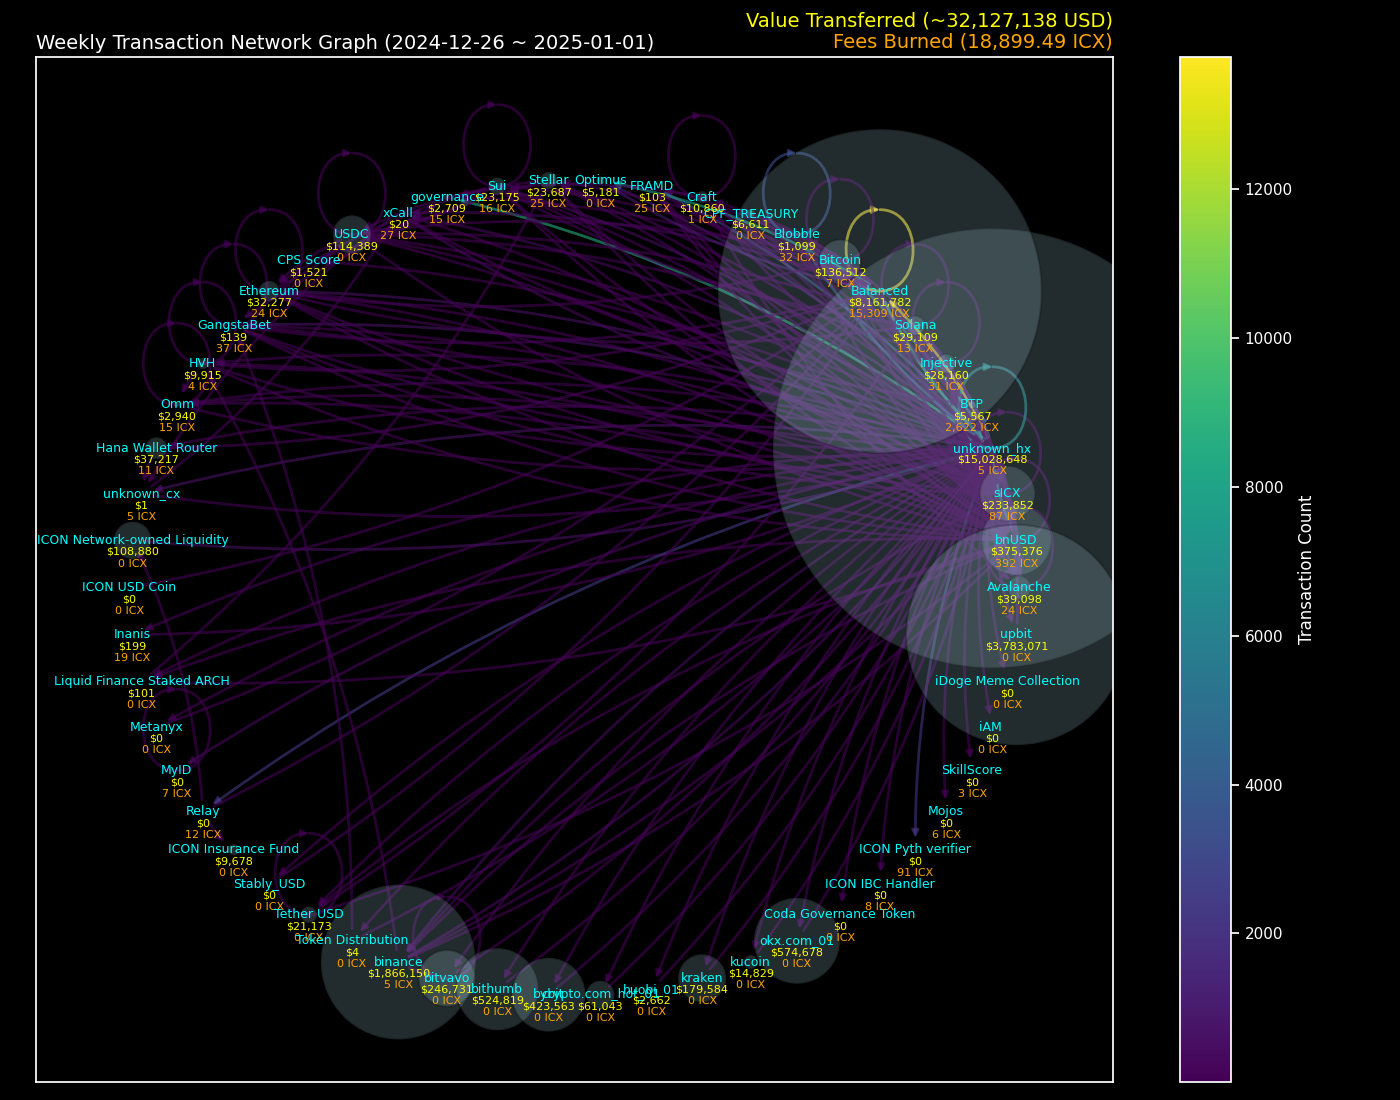 Value Transferred (~32,127,138 USD)
Weekly Transaction Network Graph (2024-12-26 ~ 2025-01-01)
Fees Burned (18,899.49 ICX)
Sui
$23,175
16 ICX
Stellar
$23,687
25 ICX
Optimus
$5,181
0 ICX
FRAMD
$103
25 ICX
Craft
$10,860
1 ICX
_TREASURY
$6,611
0 ICX
Blobble
$1,099
32 ICX
Bitcoin
$136,512
7 ICX
Balanced
$8,161,782
15,309 ICX
Solana
$29,109
13 ICX
Injective
$28,160
31 ICX
BTP
$5,567
2,622 ICX
unknown_hx
$15,028,648
5 ICX
sICX
$233,852
87 ICX
bnUSD
$375,376
392 ICX
Avalanche
$39,098
24 ICX
upbit
$3,783,071
0 ICX
iDoge Meme Collection
$0
0 ICX
iAM
$0
0 ICX
SkillScore
$0
3 ICX
Mojos
$0
6 ICX
ICON Pyth verifier
$0
91 ICX
ICON IBC Handler
$0
8 ICX
Coda Governance Token
$0
0 ICX
okx.com_01
$574,678
0 ICX
kucoin
$14,829
0 ICX
kraken
$179,584
0 ICX
huobi_01
$2,662
0 ICX
crypto.com_hot_01
$61,043
0 ICX
bybit
$423,563
0 ICX
bithumb
$524,819
0 ICX
bitvavo
$246,731
0 ICX
binance
$1,866,150
5 ICX
Token Distribution
$4
0 ICX
Tether USD
$21,173
0 ICX
Stably_USD
$0
0 ICX
ICON Insurance Fund
$9,678
0 ICX
Relay
$0
12 ICX
MyID
$0
7 ICX
Metanyx
$0
0 ICX
Liquid Finance Staked ARCH
$101
0 ICX
Inanis
$199
19 ICX
ICON USD Coin
$0
0 ICX
ICON Network-owned Liquidity
$108,880
0 ICX
unknown_cx
$1
5 ICX
Hana Wallet Router
$37,217
11 ICX
Omm
$2,940
15 ICX
HVH
$9,915
4 ICX
GangstaBet
$139
37 ICX
Ethereum
$32,277
24 ICX
CPS Score
$1,521
0 ICX
USDC
$114,389
0 ICX
xCall
$20
27 ICX
governance
$2,709
15 ICX
12000
10000
8000
6000
4000
2000
Transaction Count